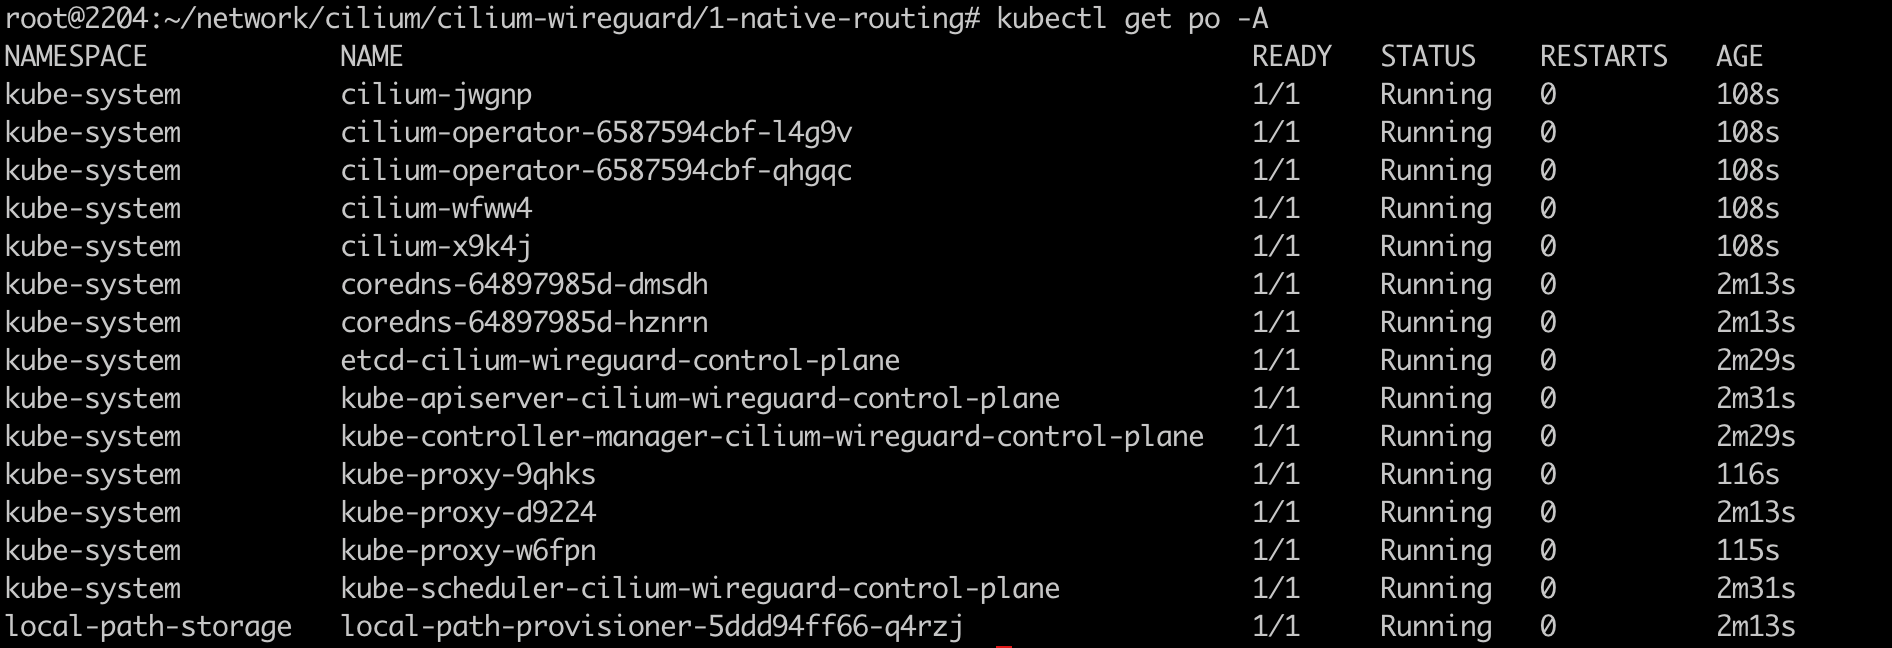 root@2204:~/network/cilium/cilium-wireguard/1-native-routing# kubectl get po -A
NAMESPACE            NAME                                                     READY   STATUS    RESTARTS   AGE
kube-system          cilium-jwgnp                                             1/1     Running   0          108s
kube-system          cilium-operator-6587594cbf-l4g9v                         1/1     Running   0          108s
kube-system          cilium-operator-6587594cbf-qhgqc                         1/1     Running   0          108s
kube-system          cilium-wfww4                                             1/1     Running   0          108s
kube-system          cilium-x9k4j                                             1/1     Running   0          108s
kube-system          coredns-64897985d-dmsdh                                  1/1     Running   0          2m13s
kube-system          coredns-64897985d-hznrn                                  1/1     Running   0          2m13s
kube-system          etcd-cilium-wireguard-control-plane                      1/1     Running   0          2m29s
kube-system          kube-apiserver-cilium-wireguard-control-plane            1/1     Running   0          2m31s
kube-system          kube-controller-manager-cilium-wireguard-control-plane   1/1     Running   0          2m29s
kube-system          kube-proxy-9qhks                                         1/1     Running   0          116s
kube-system          kube-proxy-d9224                                         1/1     Running   0          2m13s
kube-system          kube-proxy-w6fpn                                         1/1     Running   0          115s
kube-system          kube-scheduler-cilium-wireguard-control-plane            1/1     Running   0          2m31s
local-path-storage   local-path-provisioner-5ddd94ff66-q4rzj                  1/1     Running   0          2m13s